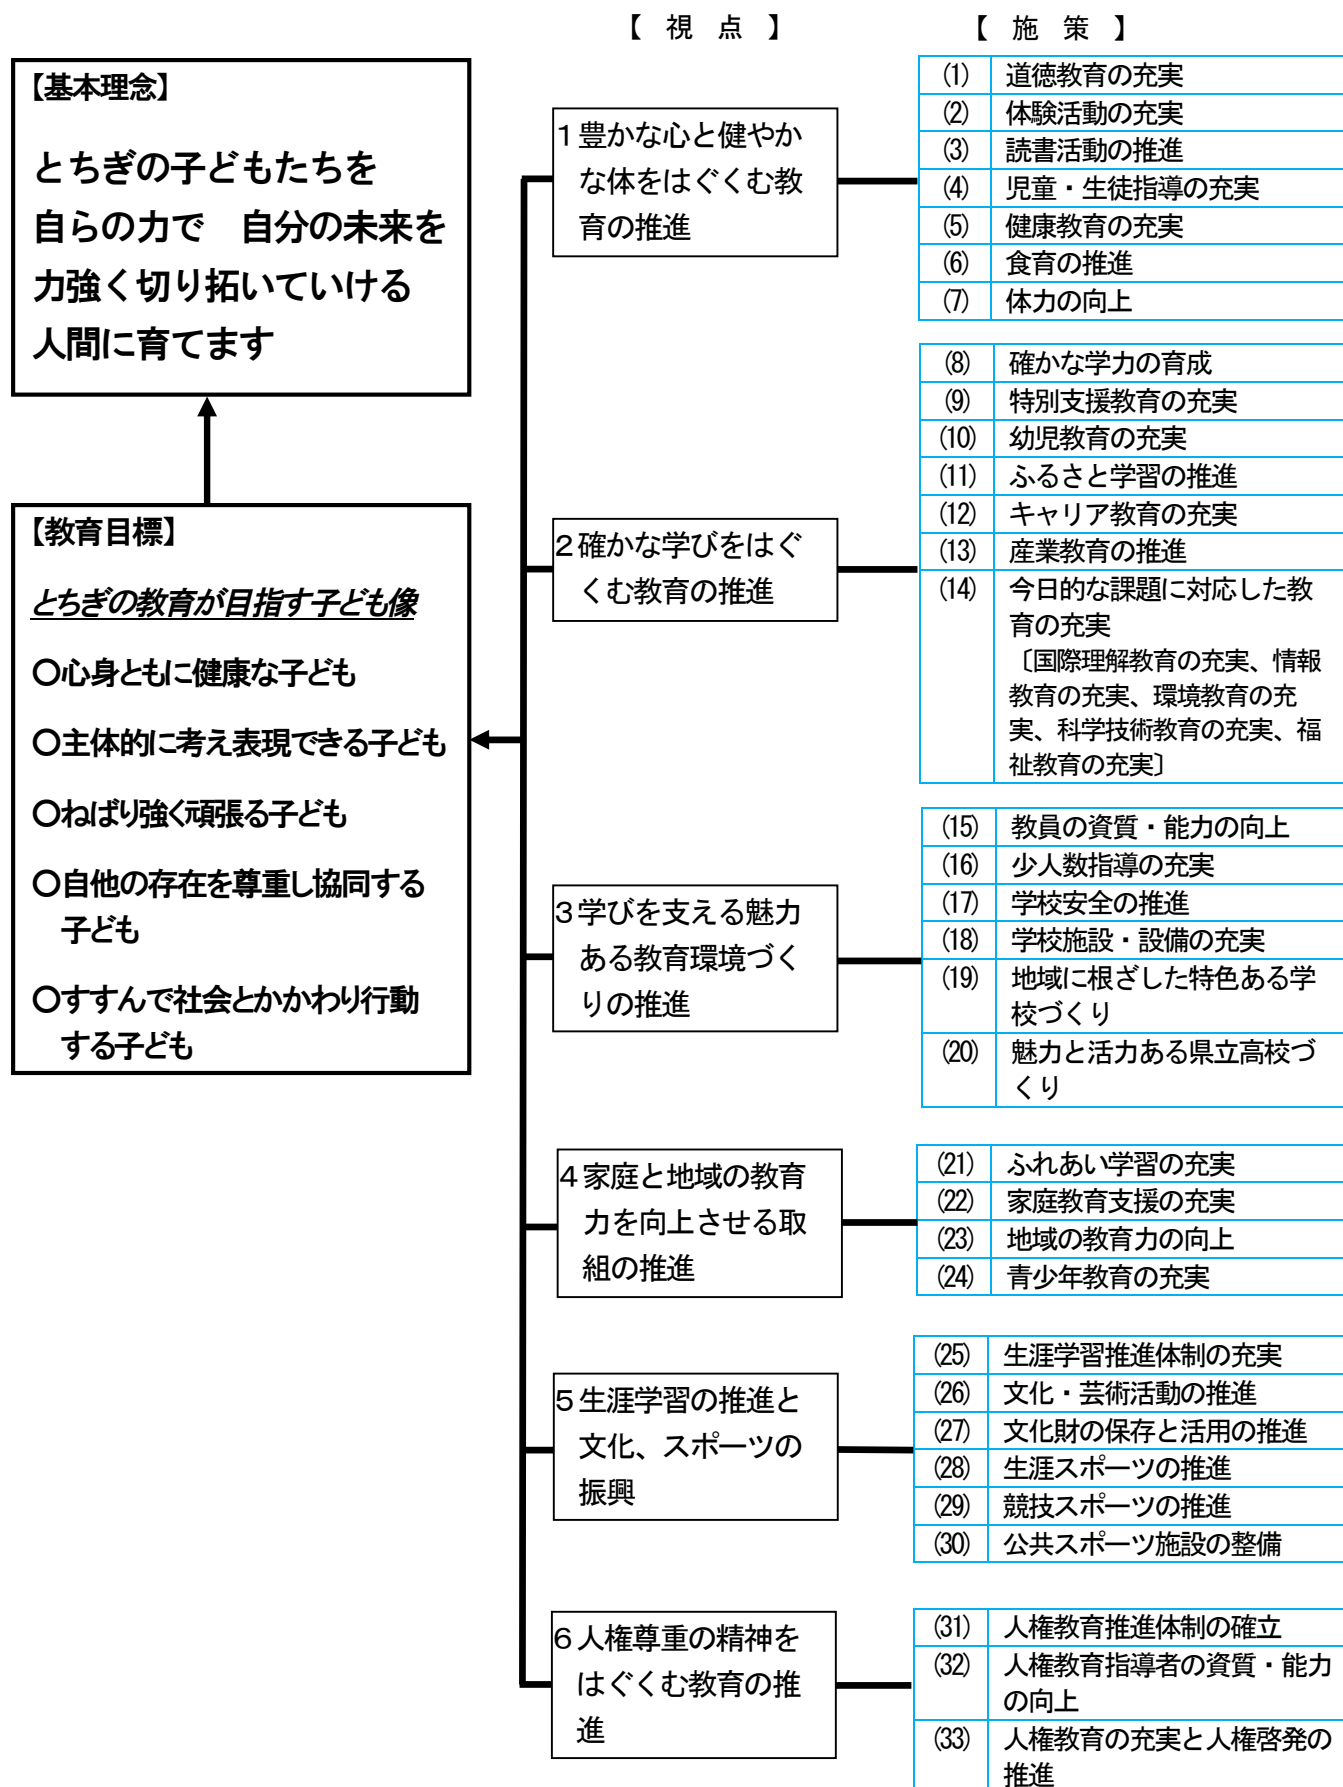 【 視 点 】
【 施 策 】
【基本理念】
とちぎの子どもたちを
自らの力で 自分の未来を
力強く切り拓いていける
人間に育てます
【教育目標】
とちぎの教育が目指す子ども像
○心身ともに健康な子ども
○主体的に考え表現できる子ども
○ねばり強く頑張る子ども
○自他の存在を尊重し協同する
子ども
○すすんで社会とかかわり行動
する子ども
1豊かな心と健やか
な体をはぐくむ教
育の推進
(1) 道徳教育の充実
(2) 体験活動の充実
(3) 読書活動の推進
(4) 児童・生徒指導の充実
(5) 健康教育の充実
(6) 食育の推進
(7) 体力の向上
2確かな学びをはぐ
くむ教育の推進
(8) 確かな学力の育成
(9) 特別支援教育の充実
(10) 幼児教育の充実
(11) ふるさと学習の推進
(12) キャリア教育の充実
(13) 産業教育の推進
(14) 今日的な課題に対応した教
育の充実
〔国際理解教育の充実、情報
教育の充実、環境教育の充
実、科学技術教育の充実、福
祉教育の充実〕
3学びを支える魅力
ある教育環境づく
りの推進
(15) 教員の資質・能力の向上
(16) 少人数指導の充実
(17) 学校安全の推進
(18) 学校施設・設備の充実
(19) 地域に根ざした特色ある学
校づくり
(20) 魅力と活力ある県立高校づ
くり
4家庭と地域の教育
力を向上させる取
組の推進
(21) ふれあい学習の充実
(22) 家庭教育支援の充実
(23) 地域の教育力の向上
(24) 青少年教育の充実
5生涯学習の推進と
文化、スポーツの
振興
(25) 生涯学習推進体制の充実
(26) 文化・芸術活動の推進
(27) 文化財の保存と活用の推進
(28) 生涯スポーツの推進
(29) 競技スポーツの推進
(30) 公共スポーツ施設の整備
6人権尊重の精神を
はぐくむ教育の推
進
(31) 人権教育推進体制の確立
(32) 人権教育指導者の資質・能力
の向上
(33) 人権教育の充実と人権啓発の
推進